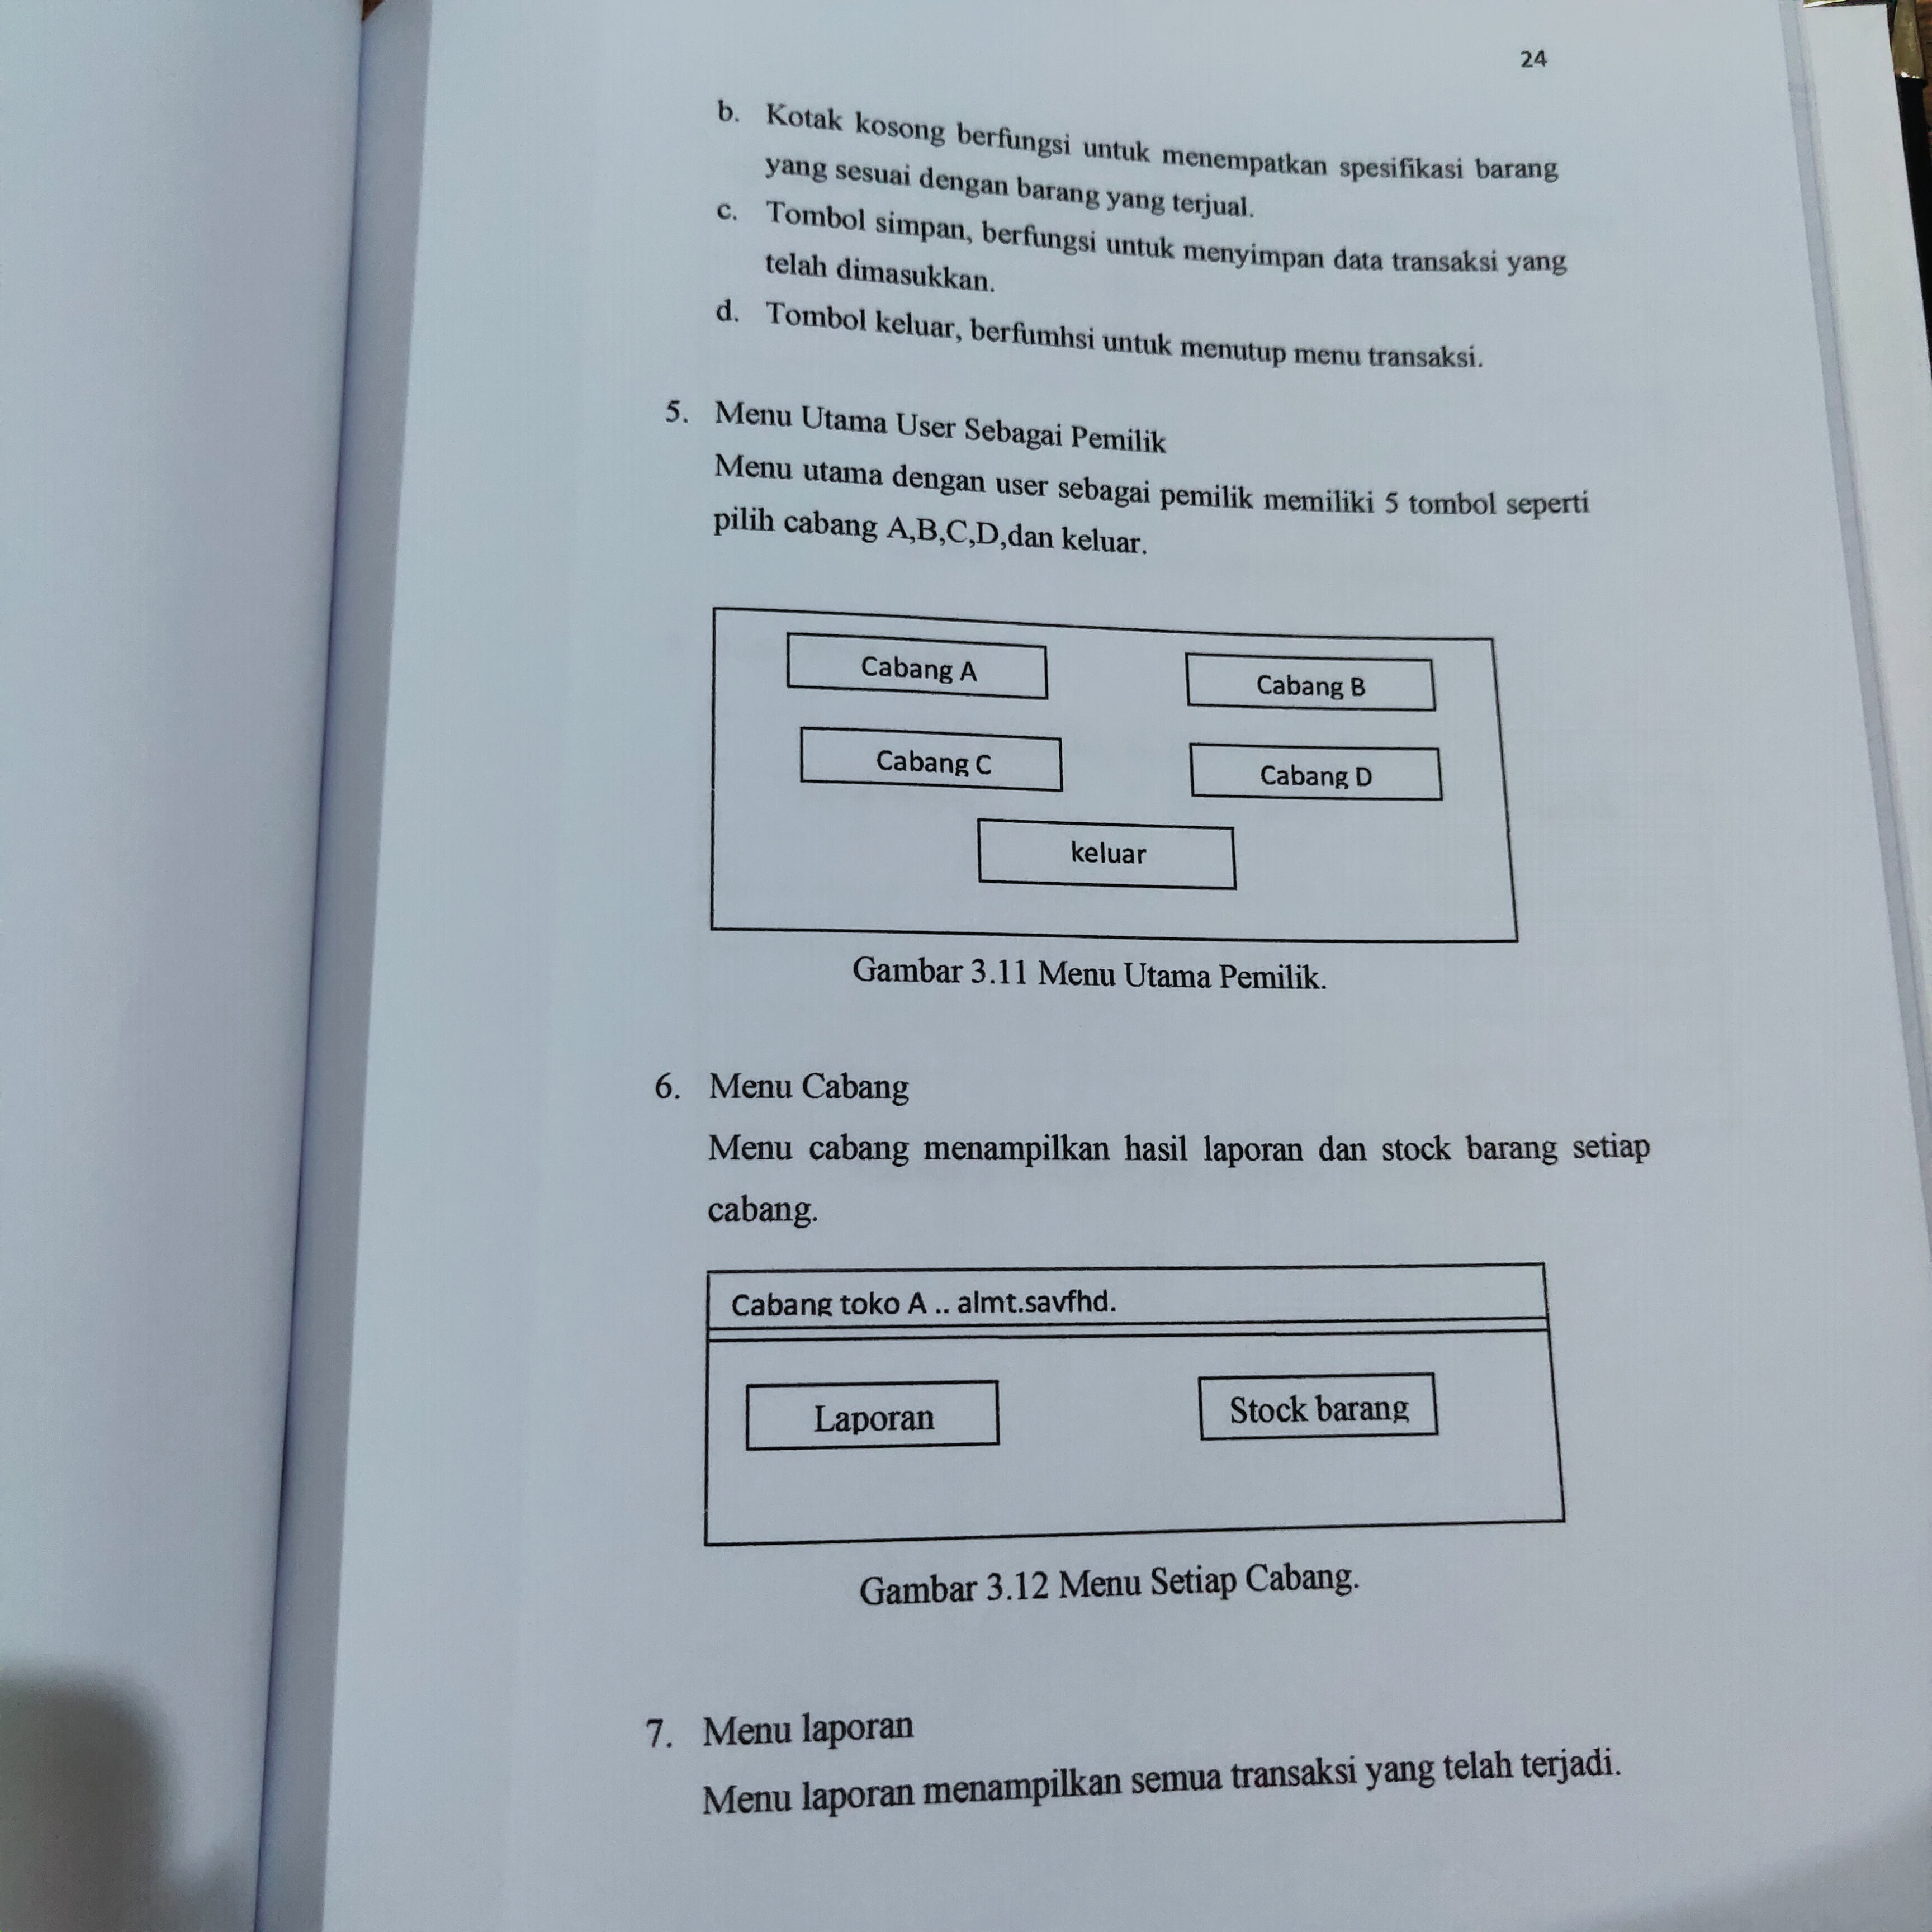 24
b. Kotak kosong berfungsi untuk menempatkan spesifikasi barang
yang sesuai dengan barang yang terjual.
c. Tombol simpan, berfungsi untuk menyimpan data transaksi yang
telah dimasukkan.
d. Tombol keluar, berfumhsi untuk menutup menu transaksi.
5. Menu Utama User Sebagai Pemilik
Menu utama dengan user sebagai pemilik memiliki 5 tombol seperti
pilih cabang A,B,C,D,dan keluar.
Cabang A
Cabang B
Cabang C
Cabang D
keluar
Gambar 3.11 Menu Utama Pemilik.
6. Menu Cabang
Menu cabang menampilkan hasil laporan dan stock barang setiap
cabang.
Cabang toko A .. almt.savfhd.
Laporan
Stock barang
Gambar 3.12 Menu Setiap Cabang.
7. Menu laporan
Menu laporan menampilkan semua transaksi yang telah terjadi.